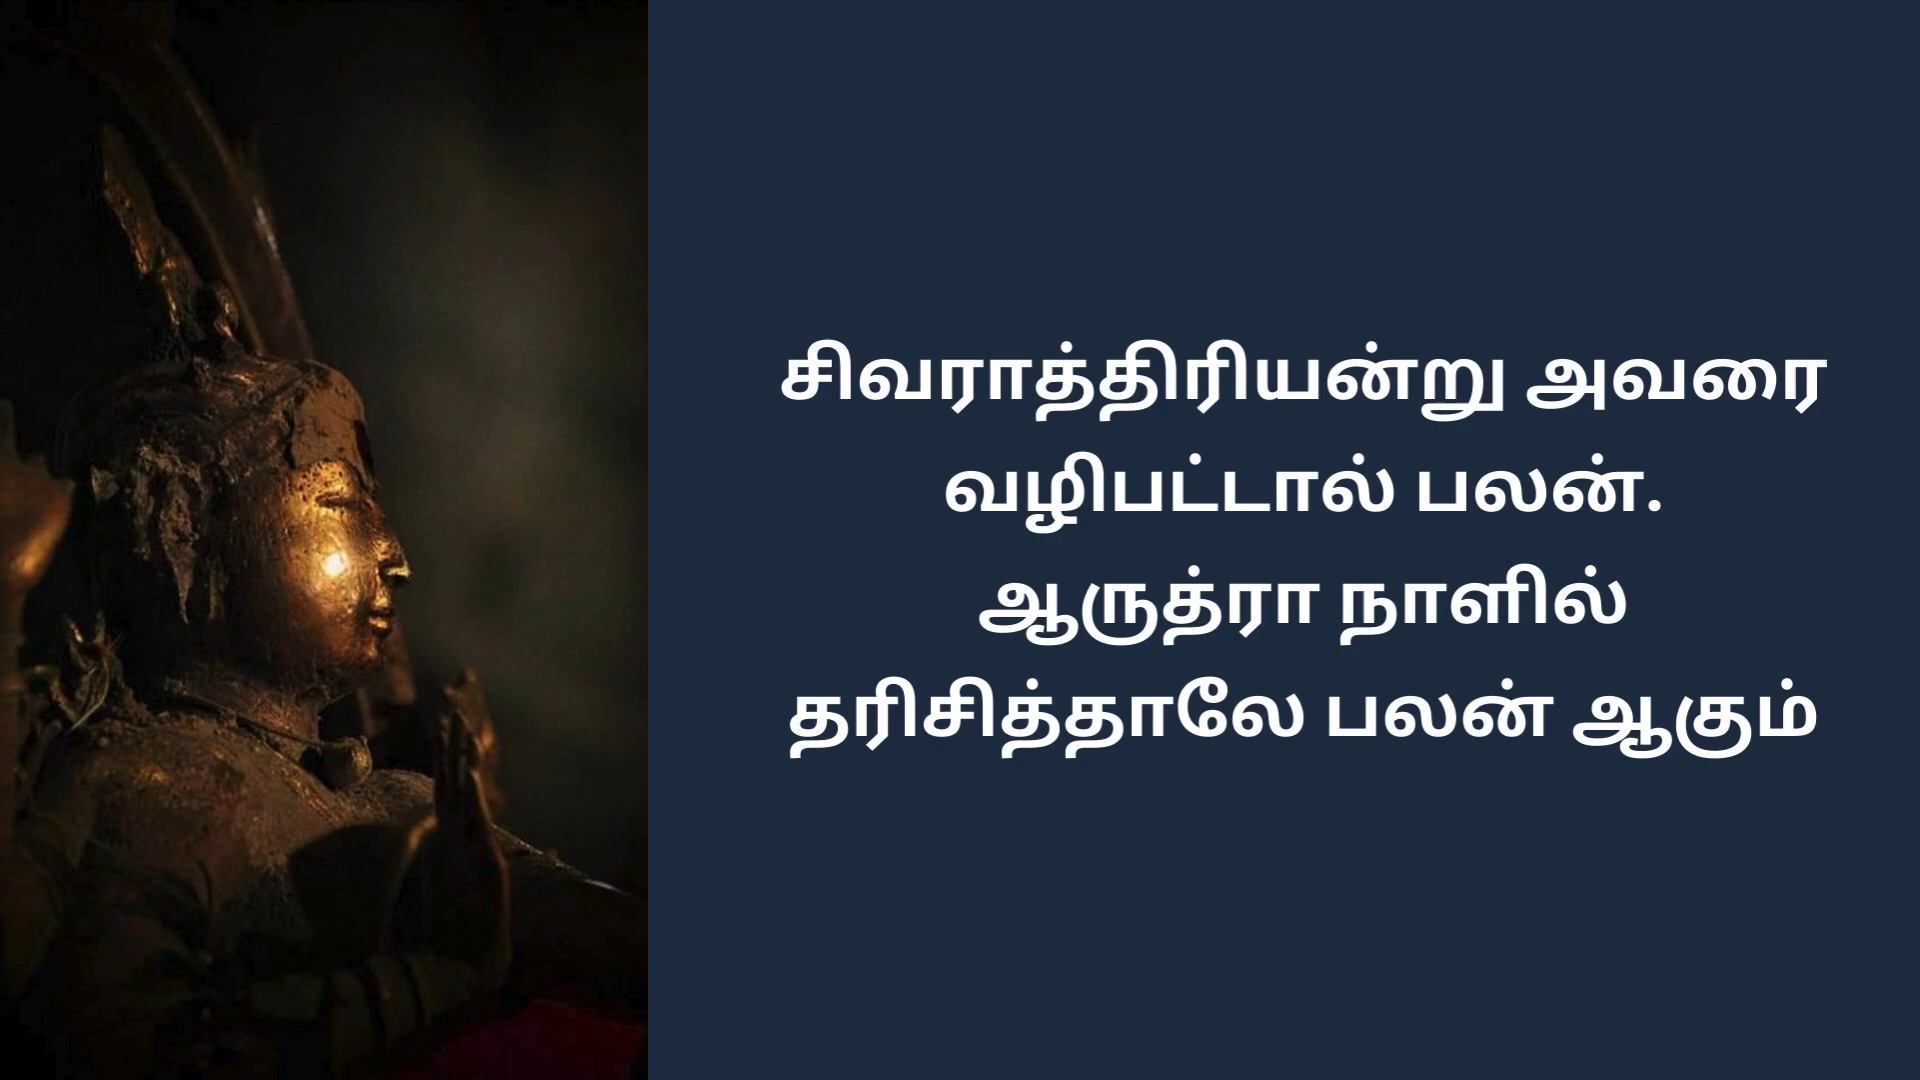 சிவராத்திரியன்று அவரை
வழிபட்டால் பலன்.
ஆருத்ரா நாளில்
தரிசித்தாலே பலன் ஆகும்